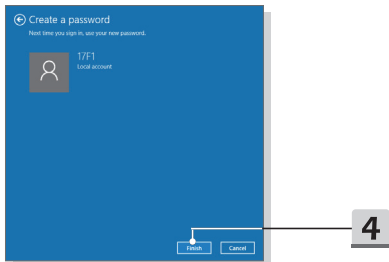 Create a password
Next time you sign in, use your new password.
17F1
Local account
Finish
Cancel
4